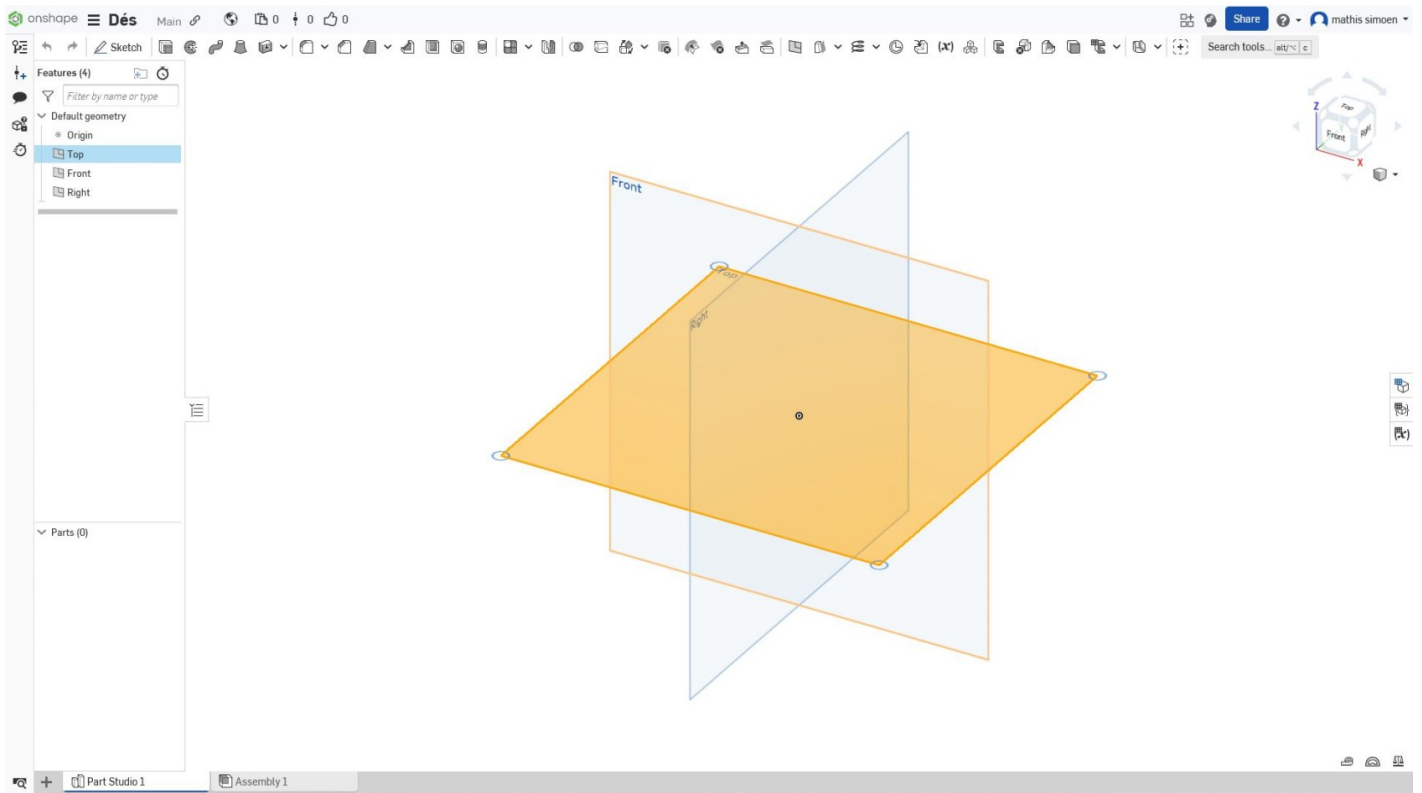 onshape Dés Main 0 0 0 Share mathis simoen
Sketch Search tools... alt/⌥ c
Features (4)
Filter by name or type
Default geometry
Origin
Top
Front
Right
Parts (0)
Front
Top
Right
Z
Top
Front
Right
X
Part Studio 1 Assembly 1